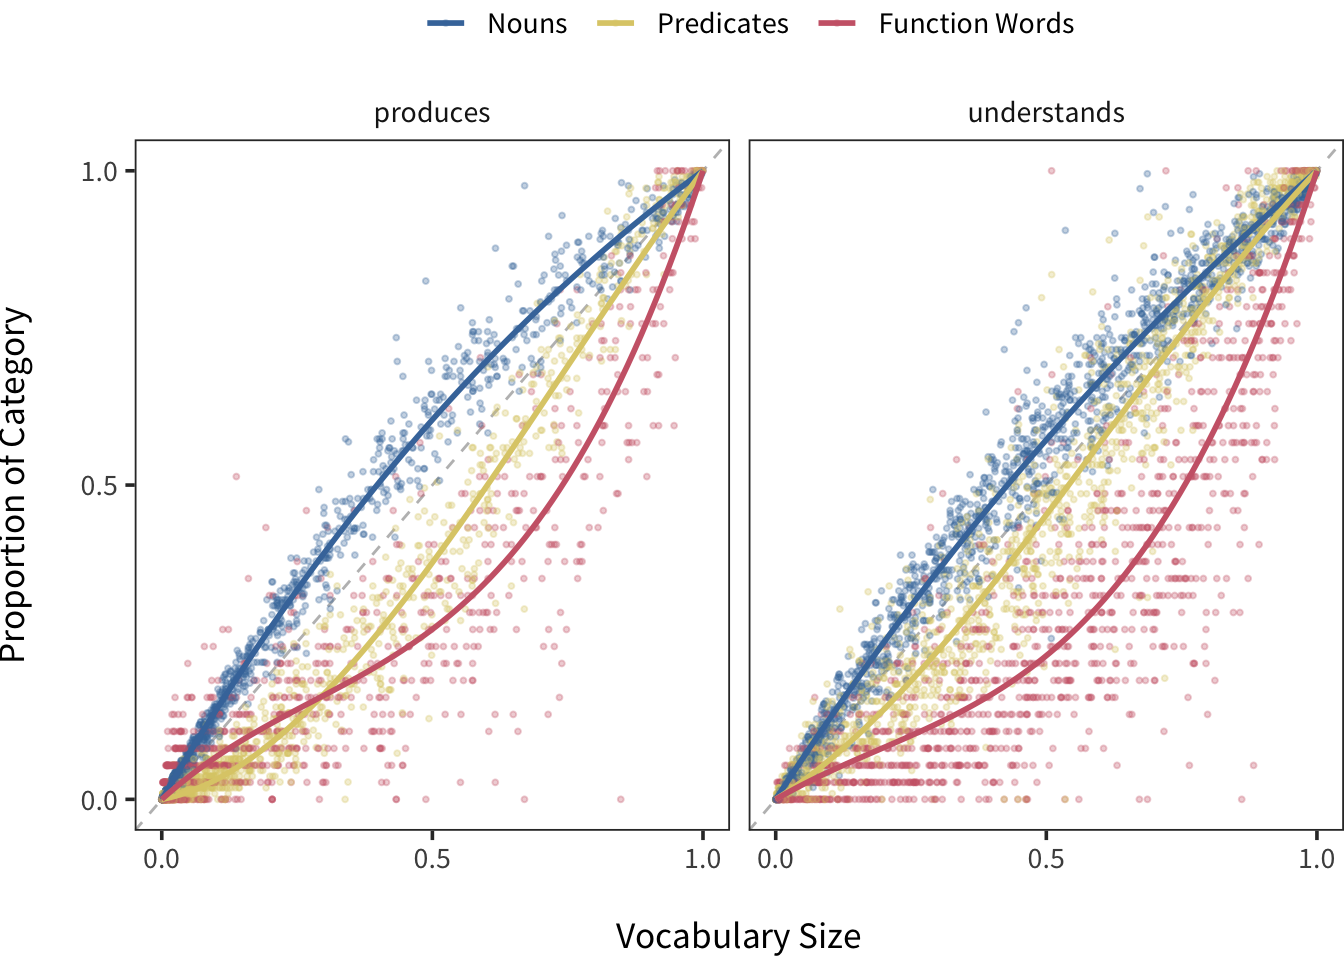 Nouns Predicates Function Words
produces understands
Proportion of Category
1.0
0.5
0.0
0.0 0.5 1.0 0.0 0.5 1.0
Vocabulary Size